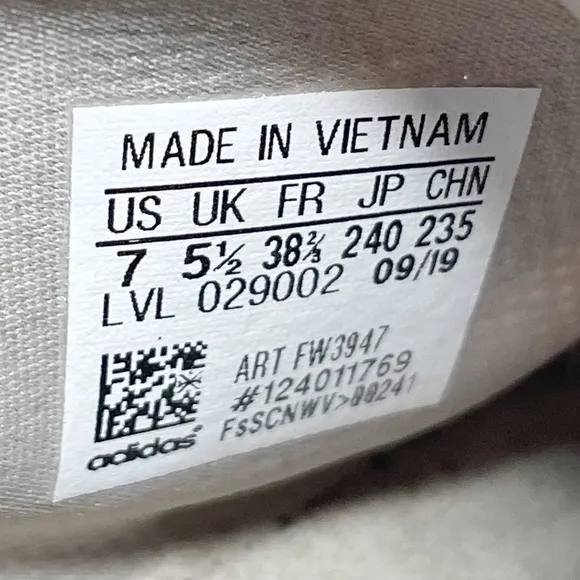 MADE IN VIETNAM
US UK FR JP CHN
7 5½ 38⅔ 240 235
LVL 029002 09/19
ART FW3947
#124011769
FsSCNWV>00241
adidas